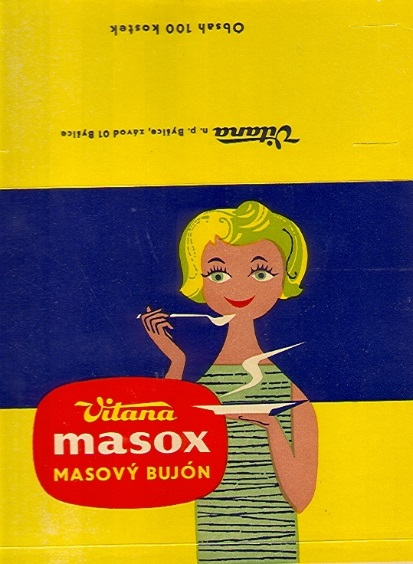 Obsah 100 kostek
Vitana n. p. Byšice, závod 01 Byšice
Vitana
masox
MASOVÝ BUJÓN